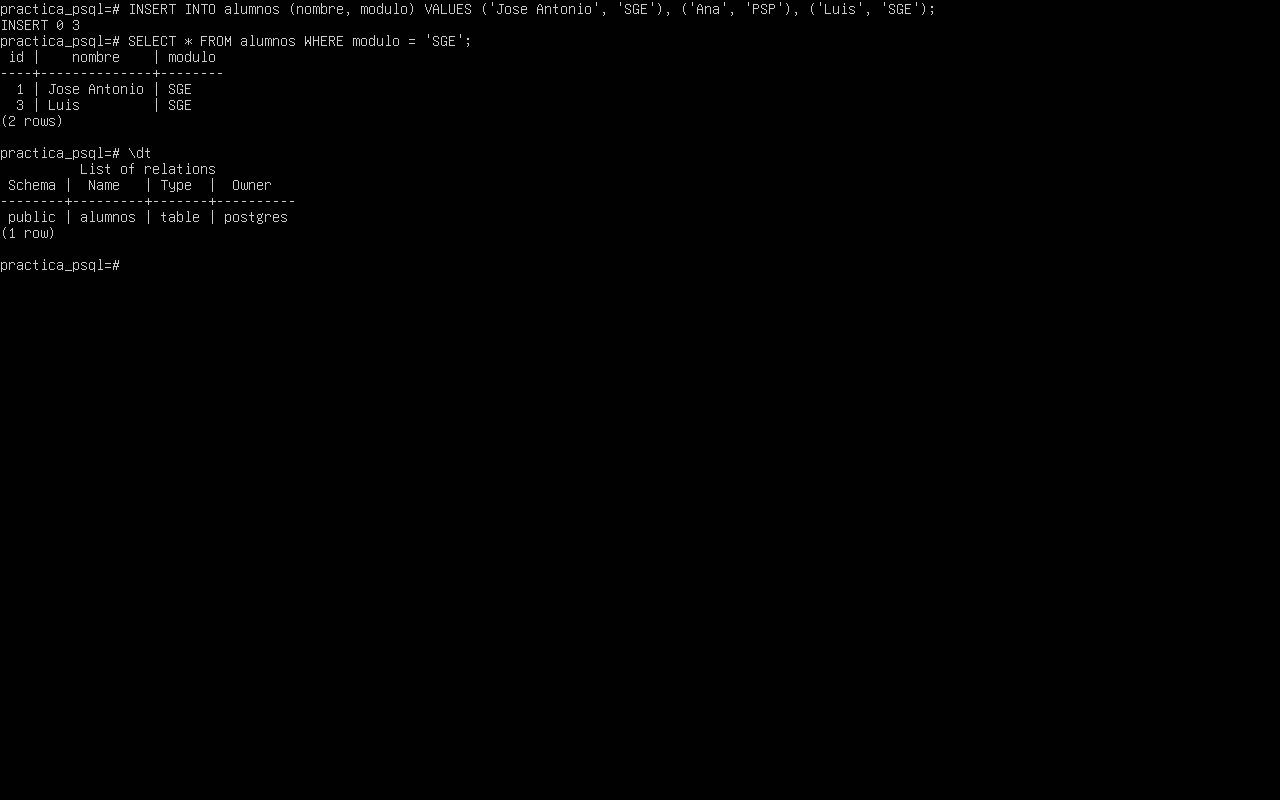 practica_psql=# INSERT INTO alumnos (nombre, modulo) VALUES ('Jose Antonio', 'SGE'), ('Ana', 'PSP'), ('Luis', 'SGE');
INSERT 0 3
practica_psql=# SELECT * FROM alumnos WHERE modulo = 'SGE';
 id |    nombre    | modulo
----+--------------+--------
  1 | Jose Antonio | SGE
  3 | Luis         | SGE
(2 rows)

practica_psql=# \dt
          List of relations
 Schema |  Name   | Type  |  Owner
--------+---------+-------+----------
 public | alumnos | table | postgres
(1 row)

practica_psql=#